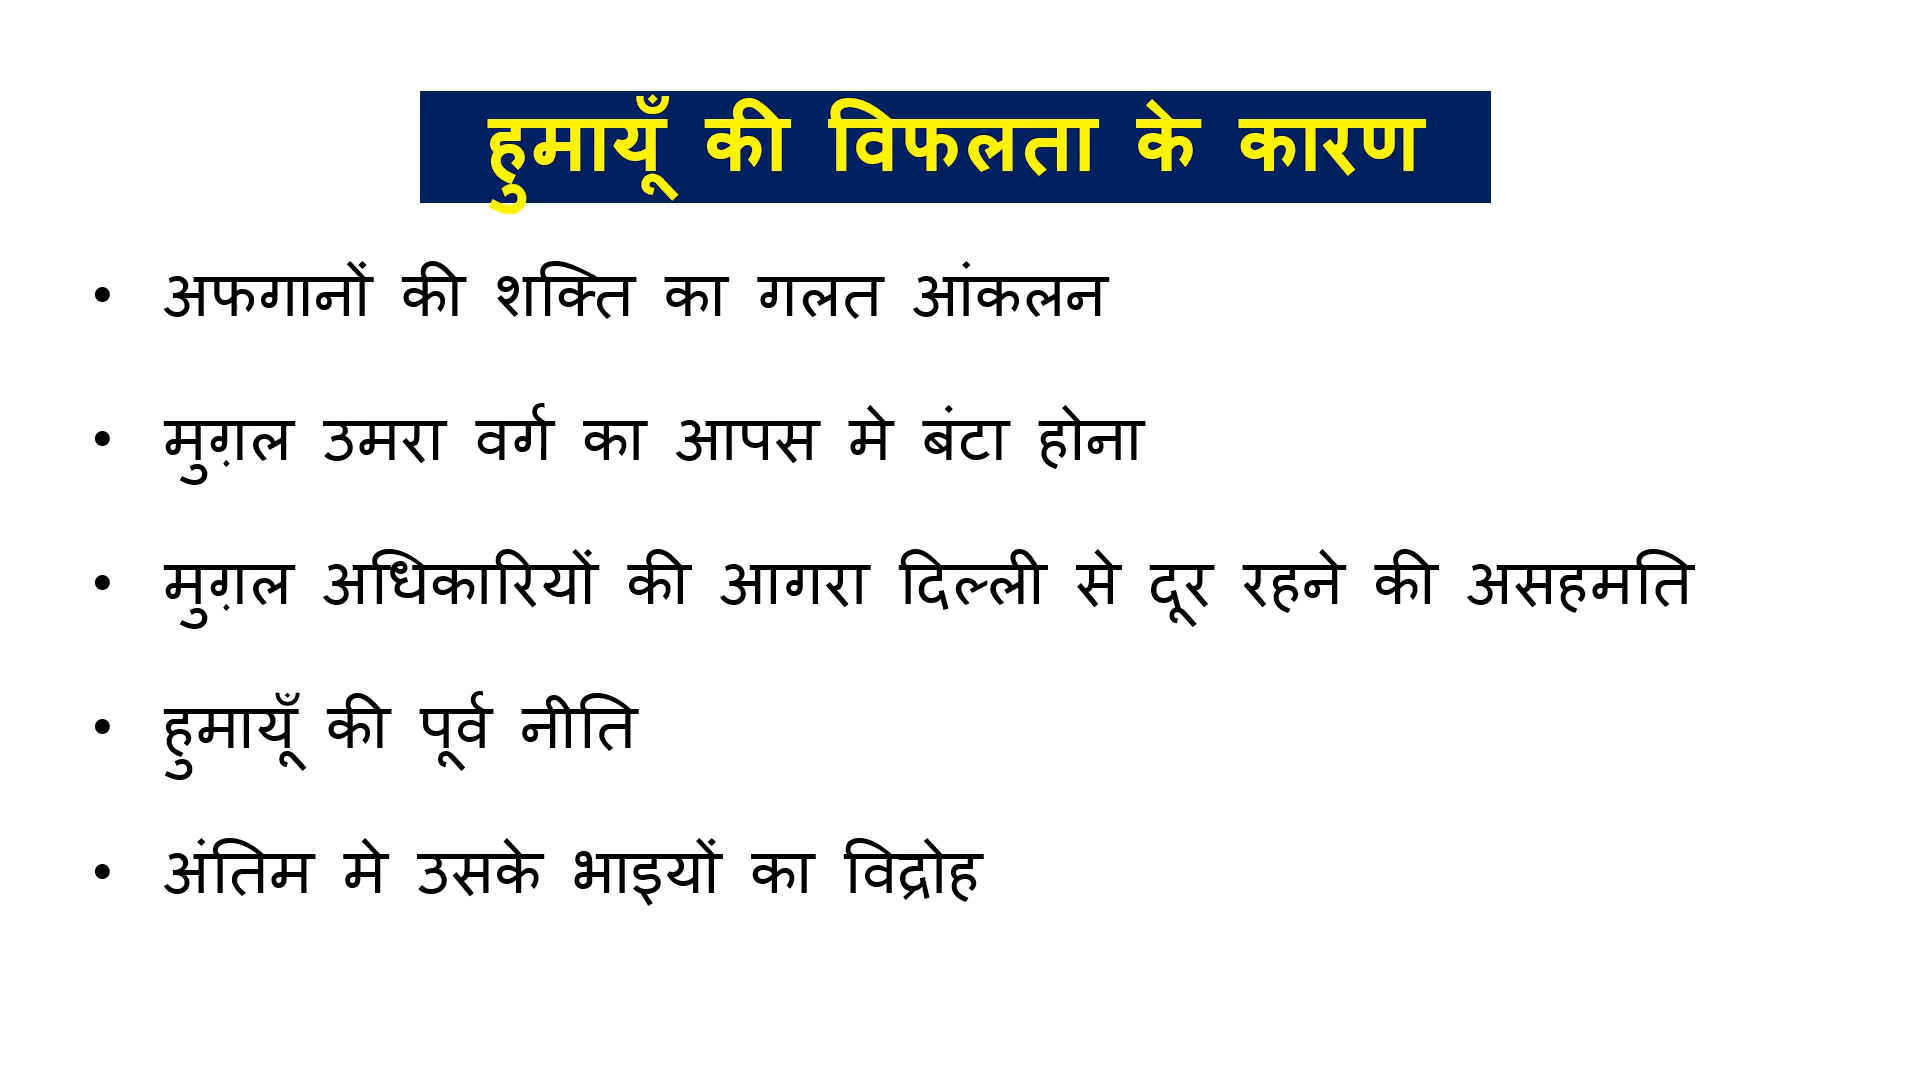 हुमायूँ की विफलता के कारण
• अफगानों की शक्ति का गलत आंकलन
• मुग़ल उमरा वर्ग का आपस मे बंटा होना
• मुग़ल अधिकारियों की आगरा दिल्ली से दूर रहने की असहमति
• हुमायूँ की पूर्व नीति
• अंतिम मे उसके भाइयों का विद्रोह